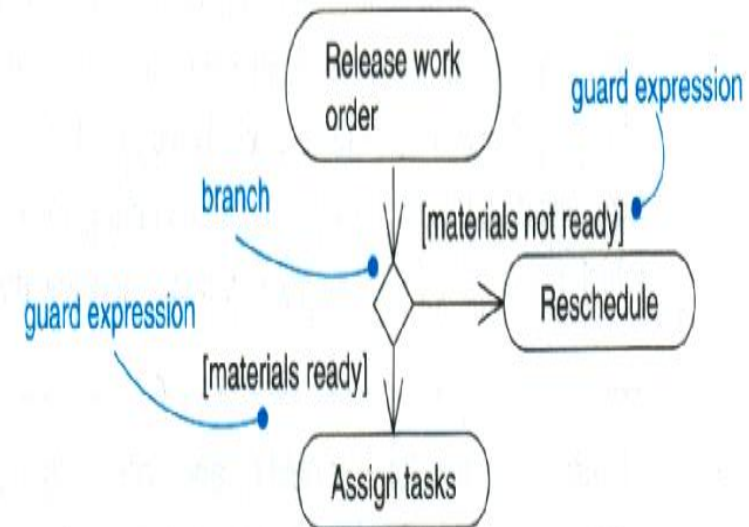 Release work
order
guard expression
branch
[materials not ready]
Reschedule
guard expression
[materials ready]
Assign tasks